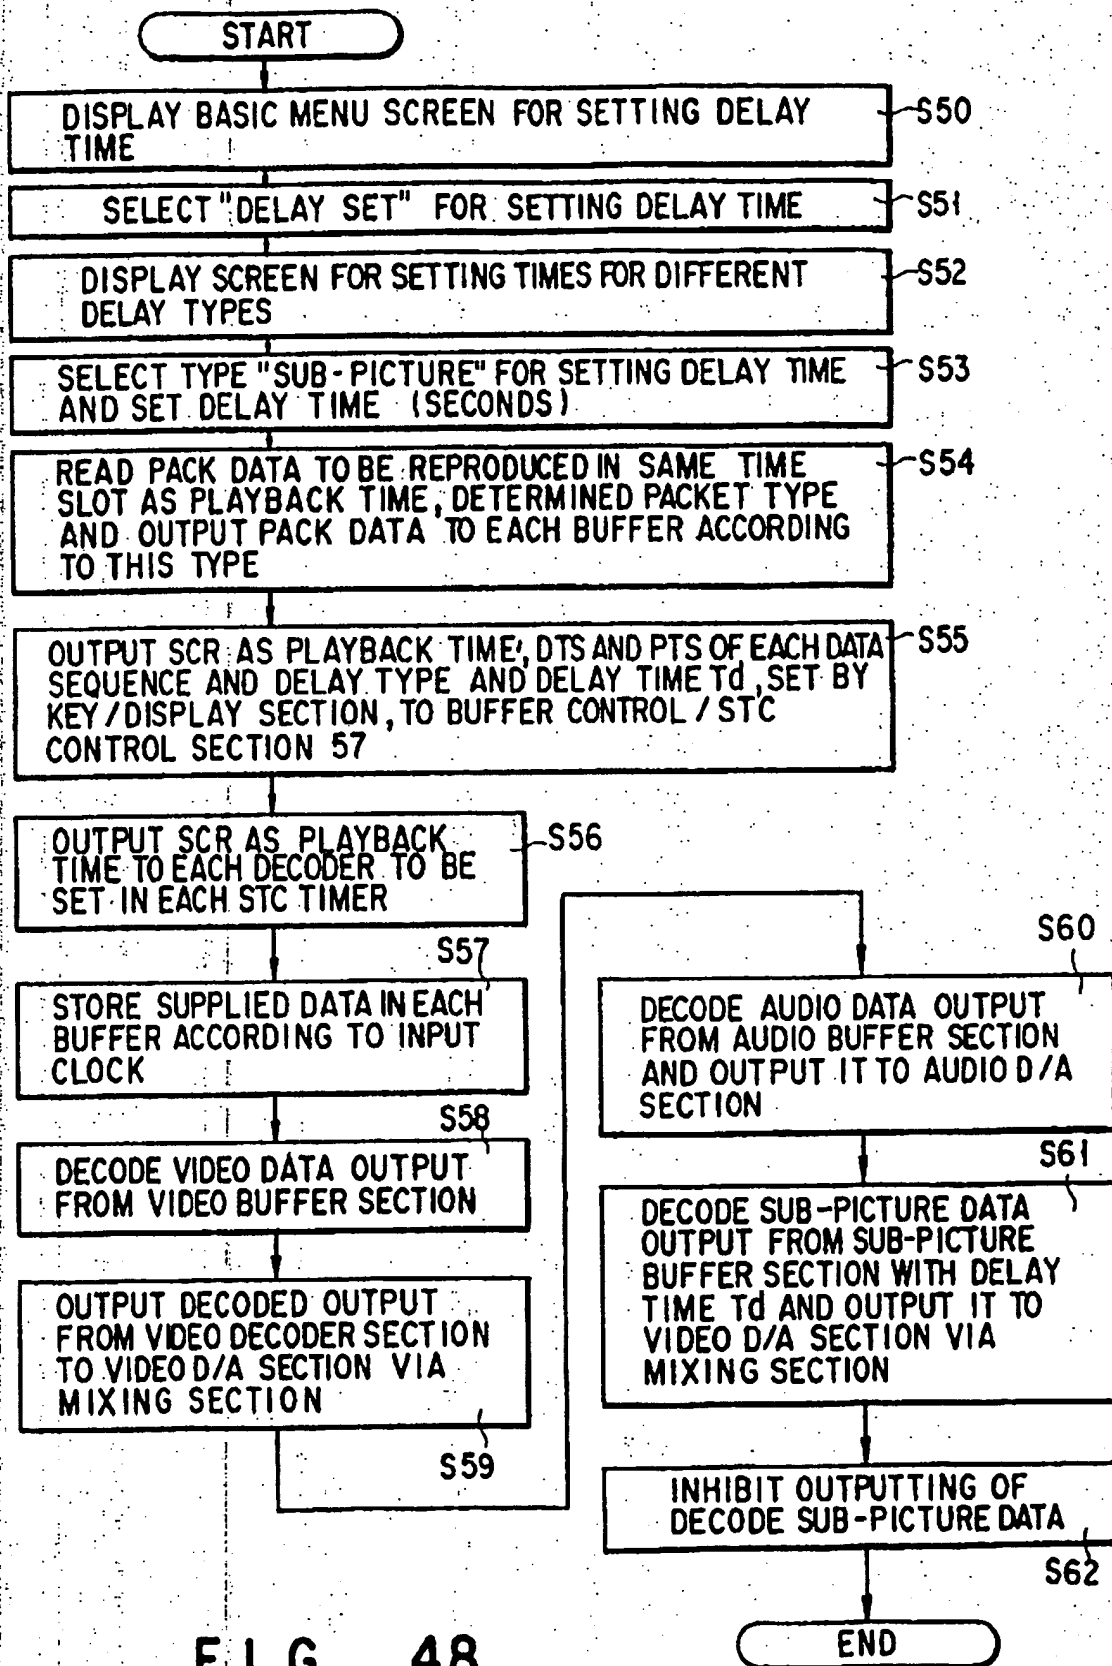 START
DISPLAY BASIC MENU SCREEN FOR SETTING DELAY
TIME
S50
SELECT "DELAY SET" FOR SETTING DELAY TIME
S51
DISPLAY SCREEN FOR SETTING TIMES FOR DIFFERENT
DELAY TYPES
S52
SELECT TYPE "SUB-PICTURE" FOR SETTING DELAY TIME
AND SET DELAY TIME (SECONDS)
S53
READ PACK DATA TO BE REPRODUCED IN SAME TIME
SLOT AS PLAYBACK TIME, DETERMINED PACKET TYPE
AND OUTPUT PACK DATA TO EACH BUFFER ACCORDING
TO THIS TYPE
S54
OUTPUT SCR AS PLAYBACK TIME, DTS AND PTS OF EACH DATA
SEQUENCE AND DELAY TYPE AND DELAY TIME Td, SET BY
KEY/DISPLAY SECTION, TO BUFFER CONTROL / STC
CONTROL SECTION 57
S55
OUTPUT SCR AS PLAYBACK
TIME TO EACH DECODER TO BE
SET IN EACH STC TIMER
S56
S57
STORE SUPPLIED DATA IN EACH
BUFFER ACCORDING TO INPUT
CLOCK
S58
DECODE VIDEO DATA OUTPUT
FROM VIDEO BUFFER SECTION
OUTPUT DECODED OUTPUT
FROM VIDEO DECODER SECTION
TO VIDEO D/A SECTION VIA
MIXING SECTION
S59
S60
DECODE AUDIO DATA OUTPUT
FROM AUDIO BUFFER SECTION
AND OUTPUT IT TO AUDIO D/A
SECTION
S61
DECODE SUB-PICTURE DATA
OUTPUT FROM SUB-PICTURE
BUFFER SECTION WITH DELAY
TIME Td AND OUTPUT IT TO
VIDEO D/A SECTION VIA
MIXING SECTION
INHIBIT OUTPUTTING OF
DECODE SUB-PICTURE DATA
S62
END
FIG. 48